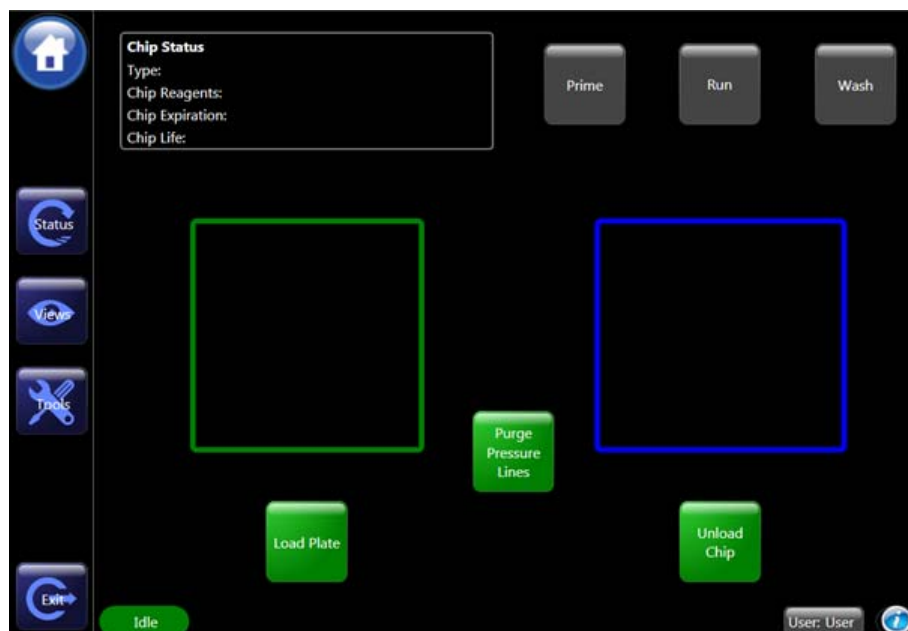 Chip Status
Type:
Chip Reagents:
Chip Expiration:
Chip Life:
Prime
Run
Wash
Status
Views
Tools
Purge
Pressure
Lines
Load Plate
Unload
Chip
Exit
Idle
User: User
i